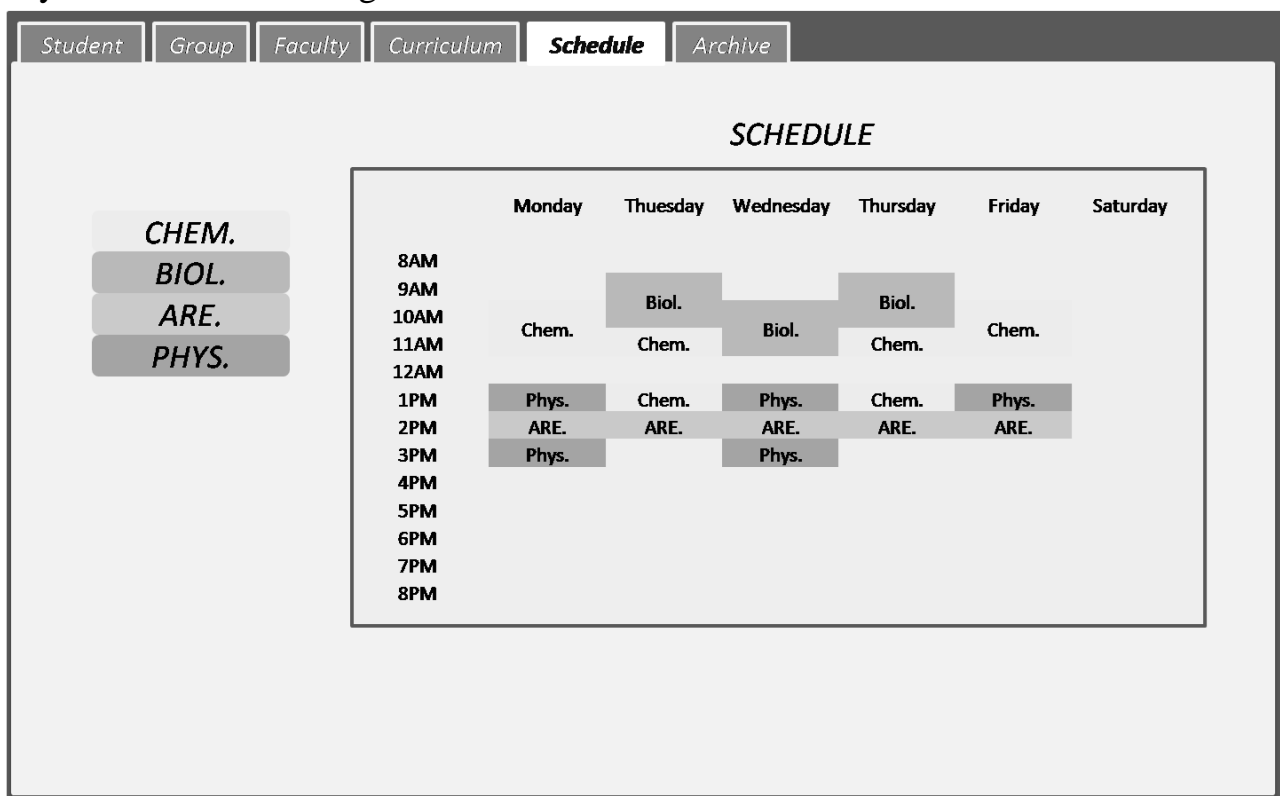 Student Group Faculty Curriculum Schedule Archive
SCHEDULE
CHEM.
BIOL.
ARE.
PHYS.
Monday Thuesday Wednesday Thursday Friday Saturday
8AM
9AM
Biol. Biol.
10AM
Chem. Biol. Chem.
11AM Chem. Chem.
12AM
1PM Phys. Chem. Phys. Chem. Phys.
2PM ARE. ARE. ARE. ARE. ARE.
3PM Phys. Phys.
4PM
5PM
6PM
7PM
8PM